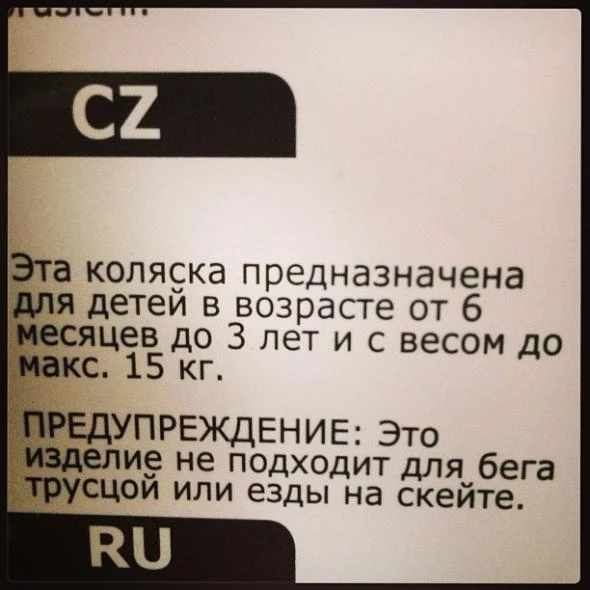 CZ
Эта коляска предназначена
для детей в возрасте от 6
месяцев до 3 лет и с весом до
макс. 15 кг.
ПРЕДУПРЕЖДЕНИЕ: Это
изделие не подходит для бега
трусцой или езды на скейте.
RU